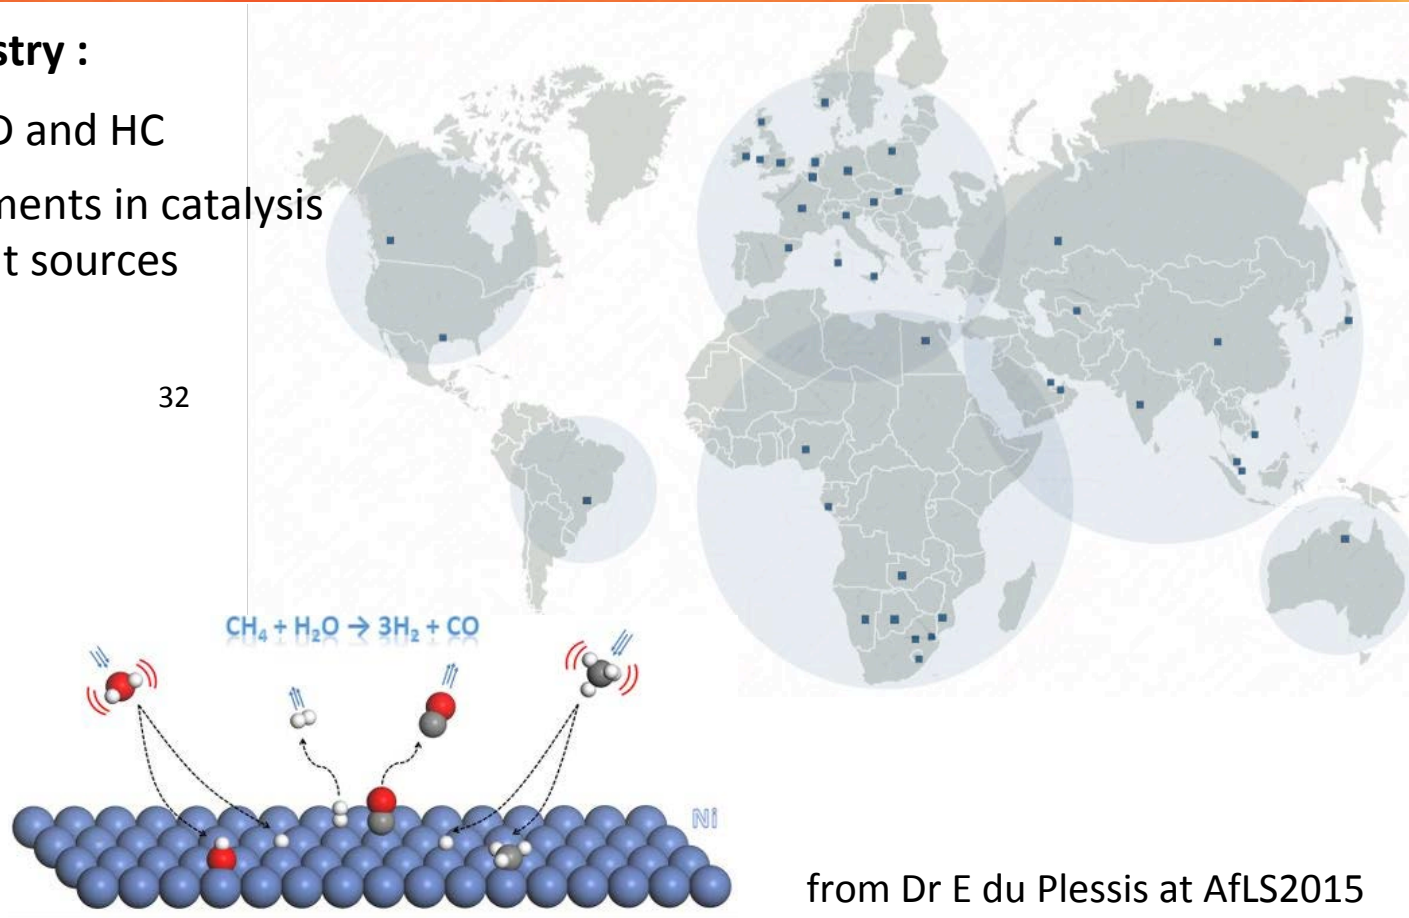 stry :
D and HC
ments in catalysis
t sources
32
CH₄ + H₂O → 3H₂ + CO
Ni
from Dr E du Plessis at AfLS2015